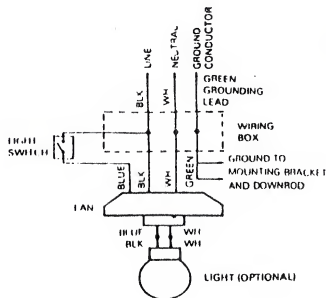 LINE
NEUTRAL
GROUND
CONDUCTOR
GREEN
GROUNDING
LEAD
BLK
WH
WIRING
BOX
LIGHT
SWITCH
BLUE
BLK
WH
GREEN
GROUND TO
MOUNTING BRACKET
AND DOWNROD
FAN
BLUE
BLK
WH
WH
LIGHT (OPTIONAL)